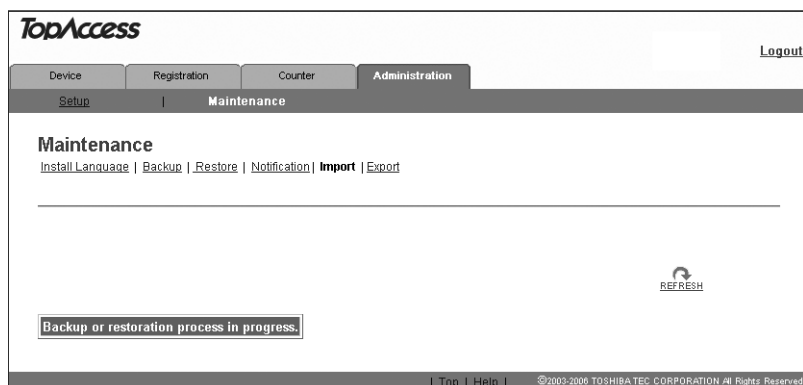 TopAccess
Logout
Device Registration Counter Administration
Setup | Maintenance
Maintenance
Install Language | Backup | Restore | Notification| Import | Export
REFRESH
Backup or restoration process in progress.
| Top | Help | ©2003-2006 TOSHIBA TEC CORPORATION All Rights Reserved